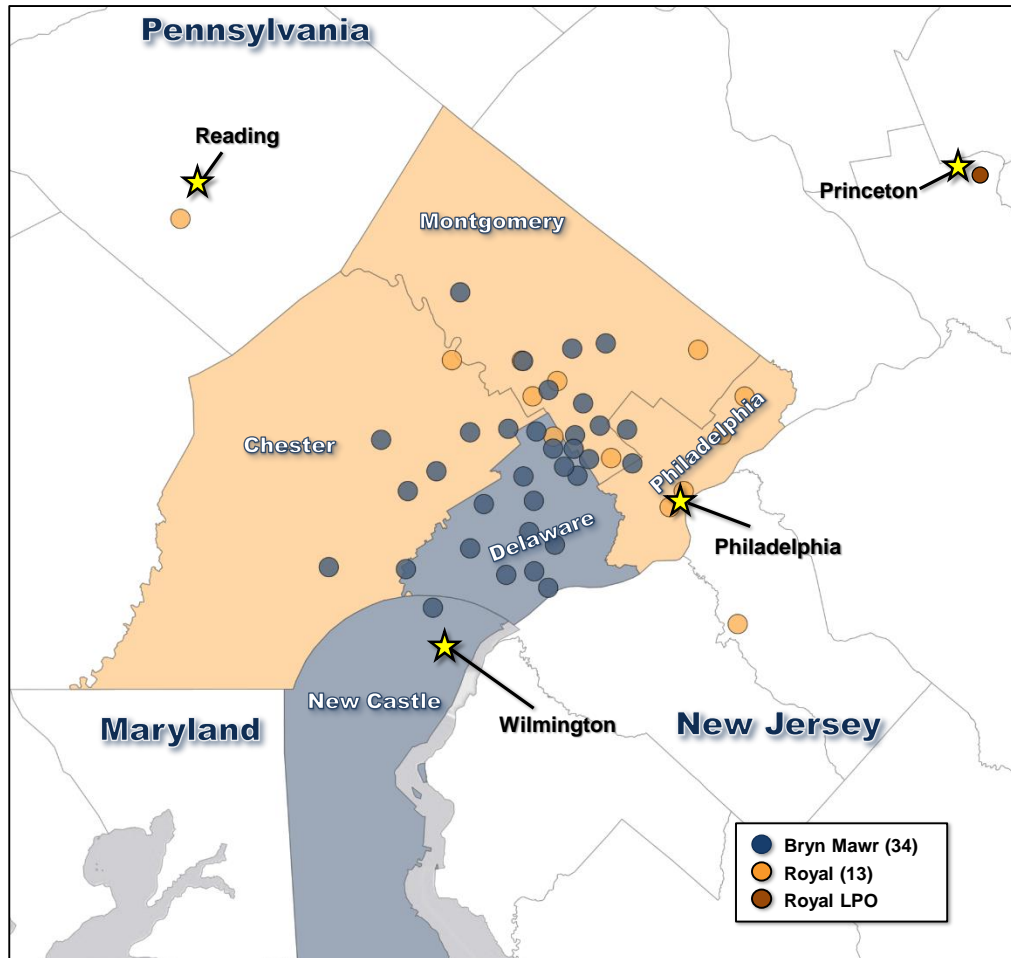 Pennsylvania
Reading
Princeton
Montgomery
Chester
Philadelphia
Delaware
Philadelphia
New Castle
Wilmington
Maryland
New Jersey
Bryn Mawr (34)
Royal (13)
Royal LPO